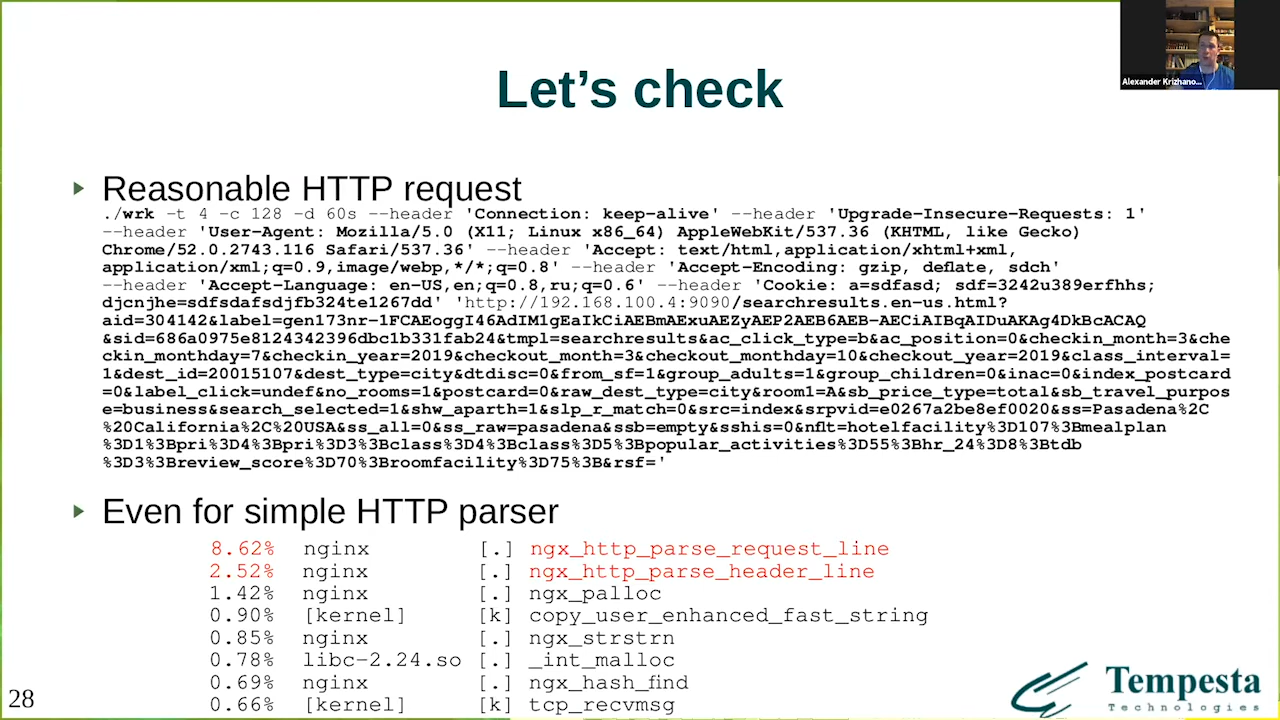 Alexander Krizhano...
Let's check
Reasonable HTTP request
./wrk -t 4 -c 128 -d 60s --header 'Connection: keep-alive' --header 'Upgrade-Insecure-Requests: 1'
--header 'User-Agent: Mozilla/5.0 (X11; Linux x86_64) AppleWebKit/537.36 (KHTML, like Gecko)
Chrome/52.0.2743.116 Safari/537.36' --header 'Accept: text/html,application/xhtml+xml,
application/xml;q=0.9,image/webp,*/*;q=0.8' --header 'Accept-Encoding: gzip, deflate, sdch'
--header 'Accept-Language: en-US,en;q=0.8,ru;q=0.6' --header 'Cookie: a=sdfasd; sdf=3242u389erfhhs;
djcnjhe=sdfsdafsdjfb324te1267dd' 'http://192.168.100.4:9090/searchresults.en-us.html?
aid=304142&label=gen173nr-1FCAEoggI46AdIM1gEaIkCiAEBmAExuAEZyAEP2AEB6AEB-AECiAIBqAIDuAKAg4DkBcACAQ
&sid=686a0975e8124342396dbc1b331fab24&tmpl=searchresults&ac_click_type=b&ac_position=0&checkin_month=3&che
ckin_monthday=7&checkin_year=2019&checkout_month=3&checkout_monthday=10&checkout_year=2019&class_interval=
1&dest_id=20015107&dest_type=city&dtdisc=0&from_sf=1&group_adults=1&group_children=0&inac=0&index_postcard
=0&label_click=undef&no_rooms=1&postcard=0&raw_dest_type=city&room1=A&sb_price_type=total&sb_travel_purpos
e=business&search_selected=1&shw_aparth=1&slp_r_match=0&src=index&srpvid=e0267a2be8ef0020&ss=Pasadena%2C
%20California%2C%20USA&ss_all=0&ss_raw=pasadena&ssb=empty&sshis=0&nflt=hotelfacility%3D107%3Bmealplan
%3D1%3Bpri%3D4%3Bpri%3D3%3Bclass%3D4%3Bclass%3D5%3Bpopular_activities%3D55%3Bhr_24%3D8%3Btdb
%3D3%3Breview_score%3D70%3Broomfacility%3D75%3B&rsf='
Even for simple HTTP parser
8.62% nginx [.] ngx_http_parse_request_line
2.52% nginx [.] ngx_http_parse_header_line
1.42% nginx [.] ngx_palloc
0.90% [kernel] [k] copy_user_enhanced_fast_string
0.85% nginx [.] ngx_strstrn
0.78% libc-2.24.so [.] _int_malloc
0.69% nginx [.] ngx_hash_find
0.66% [kernel] [k] tcp_recvmsg
28
Tempesta
Technologies